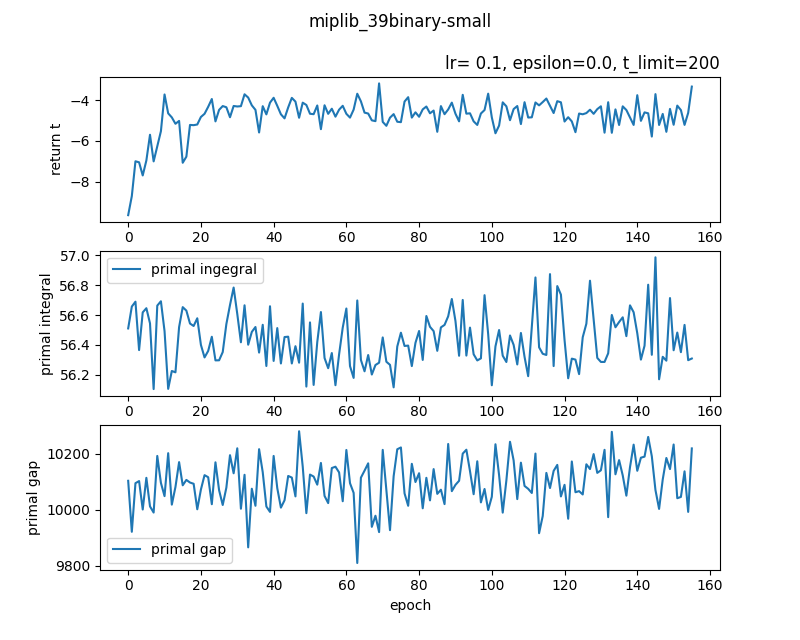 miplib_39binary-small
lr= 0.1, epsilon=0.0, t_limit=200
return t
−4
−6
−8
0 20 40 60 80 100 120 140 160
primal integral
57.0
56.8
56.6
56.4
56.2
primal ingegral
0 20 40 60 80 100 120 140 160
primal gap
10200
10000
9800
primal gap
0 20 40 60 80 100 120 140 160
epoch